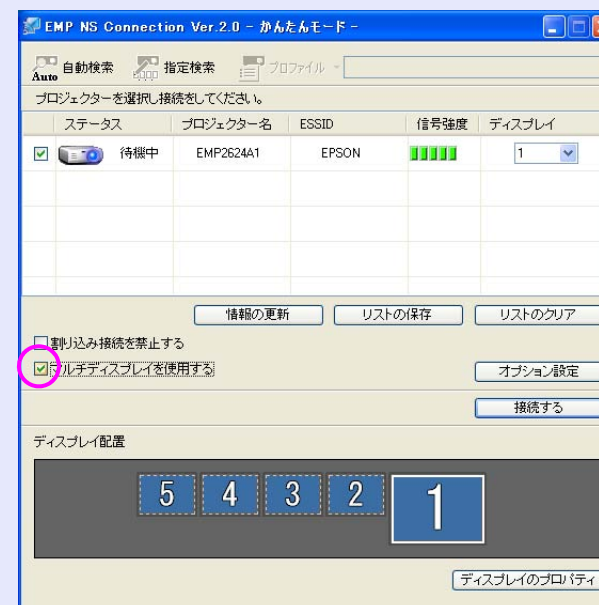 EMP NS Connection Ver.2.0 - かんたんモード -
Auto 自動検索 指定検索 プロファイル
プロジェクターを選択し接続をしてください。
ステータス プロジェクター名 ESSID 信号強度 ディスプレイ
待機中 EMP2624A1 EPSON 1
情報の更新 リストの保存 リストのクリア
割り込み接続を禁止する
マルチディスプレイを使用する オプション設定
接続する
ディスプレイ配置
5 4 3 2 1
ディスプレイのプロパティ